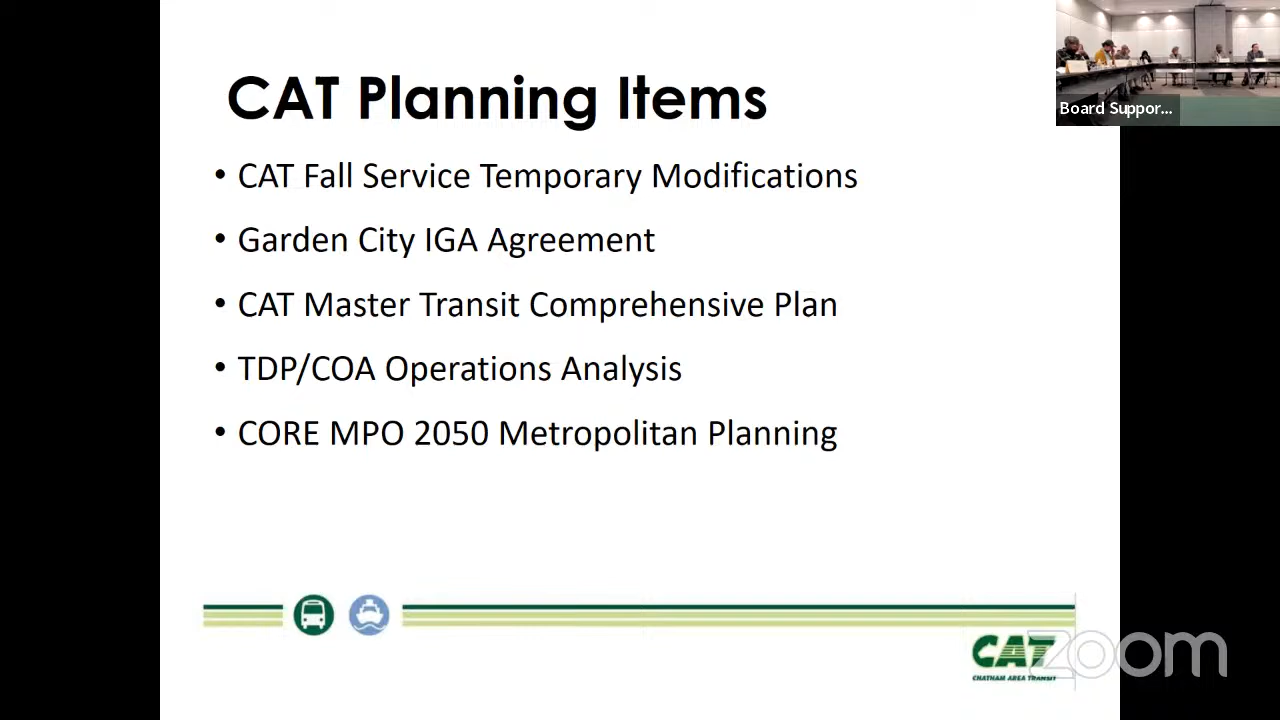 CAT Planning Items
Board Suppor...
• CAT Fall Service Temporary Modifications
• Garden City IGA Agreement
• CAT Master Transit Comprehensive Plan
• TDP/COA Operations Analysis
• CORE MPO 2050 Metropolitan Planning
CAT
CHATHAM AREA TRANSIT
zoom